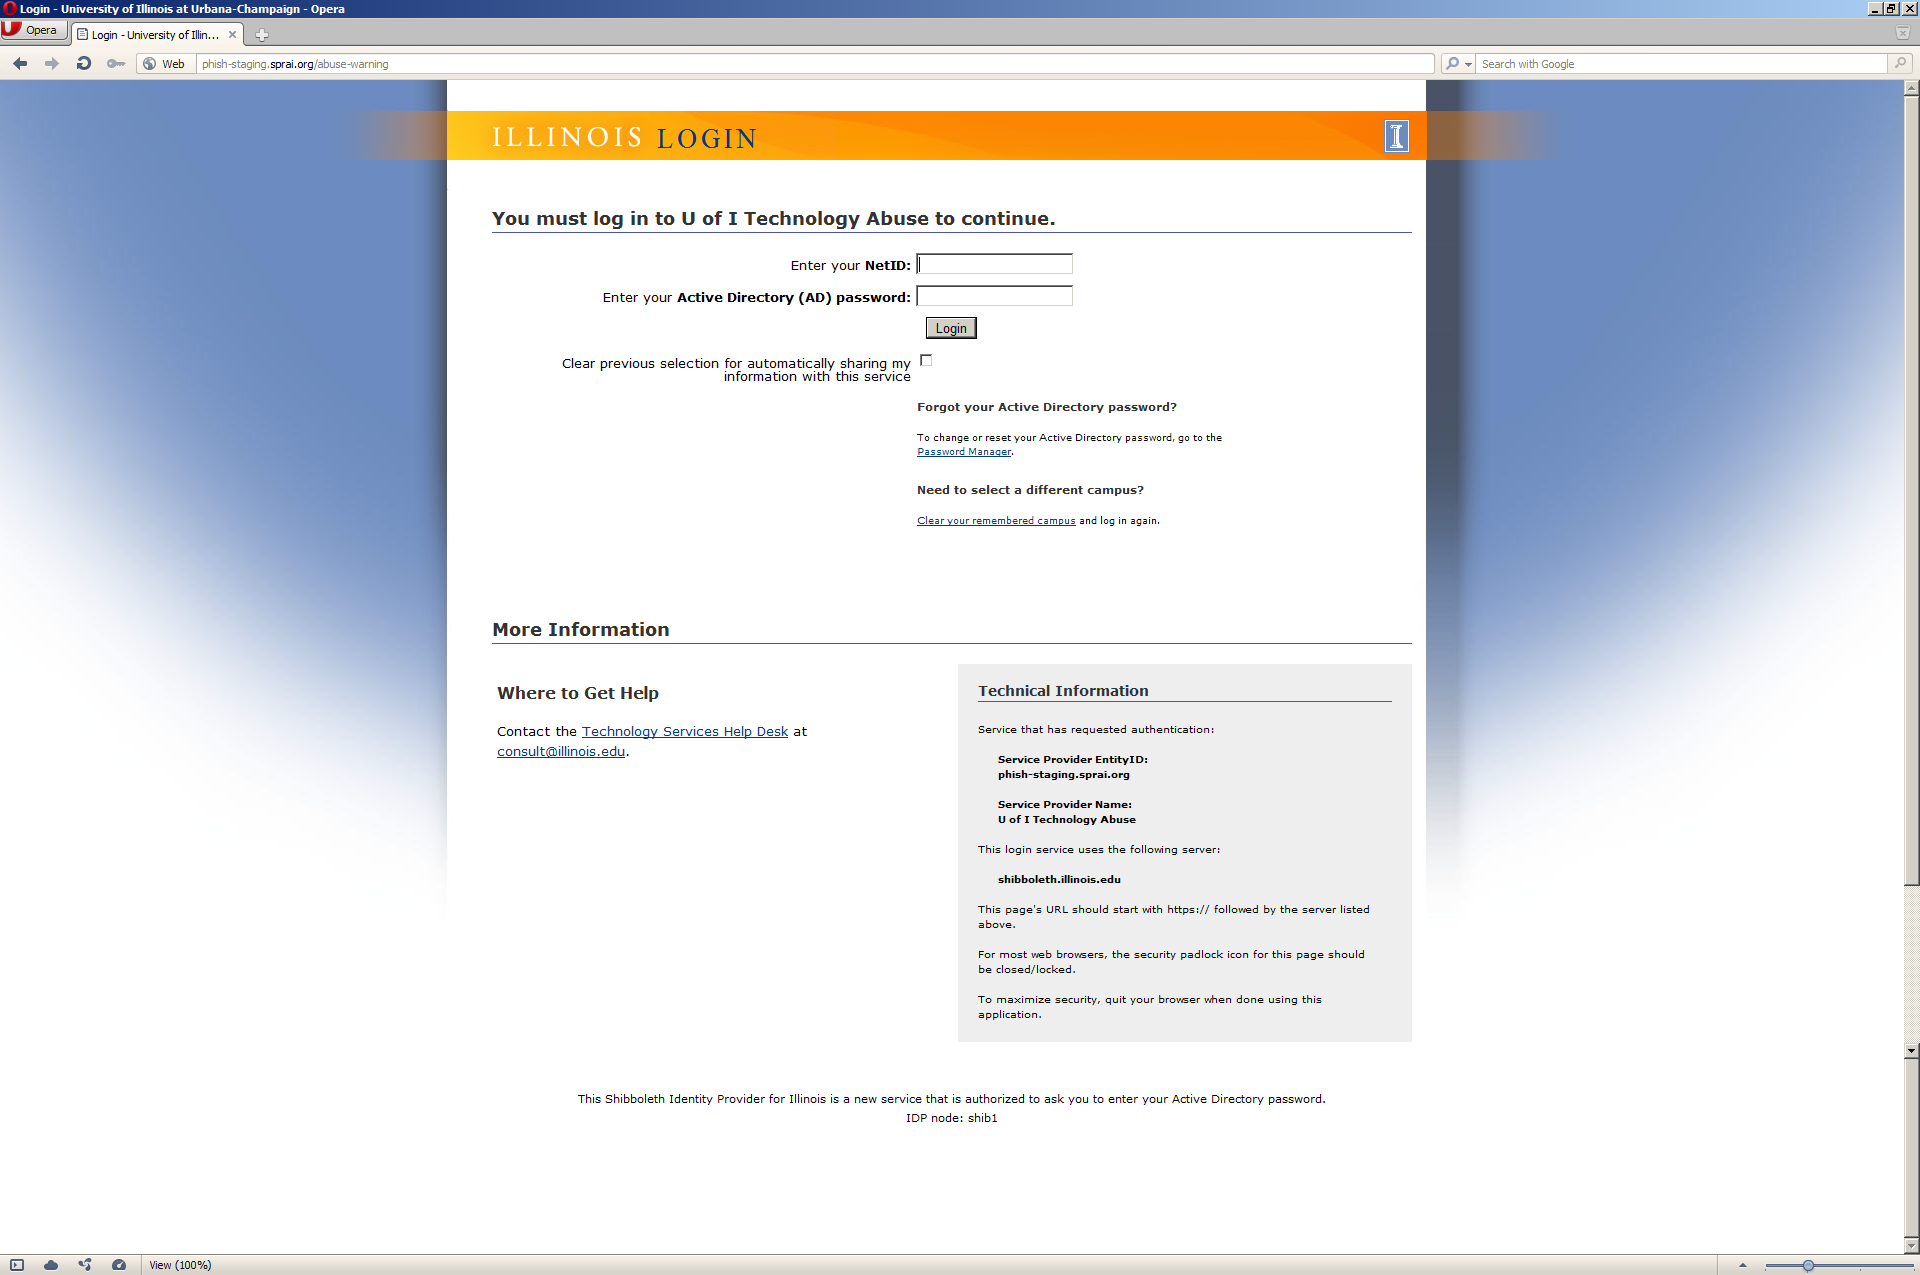 Login - University of Illinois at Urbana-Champaign - Opera
Opera
Login - University of Illin...
Web
phish-staging.sprai.org/abuse-warning
Search with Google
ILLINOIS LOGIN
I
You must log in to U of I Technology Abuse to continue.
Enter your NetID:
Enter your Active Directory (AD) password:
Login
Clear previous selection for automatically sharing my
information with this service
Forgot your Active Directory password?
To change or reset your Active Directory password, go to the
Password Manager.
Need to select a different campus?
Clear your remembered campus and log in again.
More Information
Where to Get Help
Contact the Technology Services Help Desk at
consult@illinois.edu.
Technical Information
Service that has requested authentication:
Service Provider EntityID:
phish-staging.sprai.org
Service Provider Name:
U of I Technology Abuse
This login service uses the following server:
shibboleth.illinois.edu
This page's URL should start with https:// followed by the server listed
above.
For most web browsers, the security padlock icon for this page should
be closed/locked.
To maximize security, quit your browser when done using this
application.
This Shibboleth Identity Provider for Illinois is a new service that is authorized to ask you to enter your Active Directory password.
IDP node: shib1
View (100%)